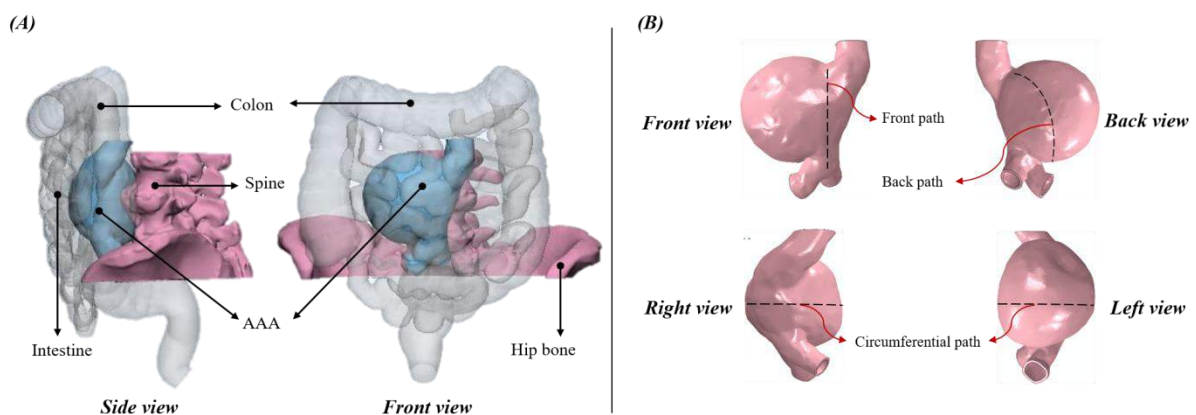 (A)
Colon
Spine
AAA
Intestine
Hip bone
Side view
Front view
(B)
Front view
Front path
Back view
Back path
Right view
Left view
Circumferential path